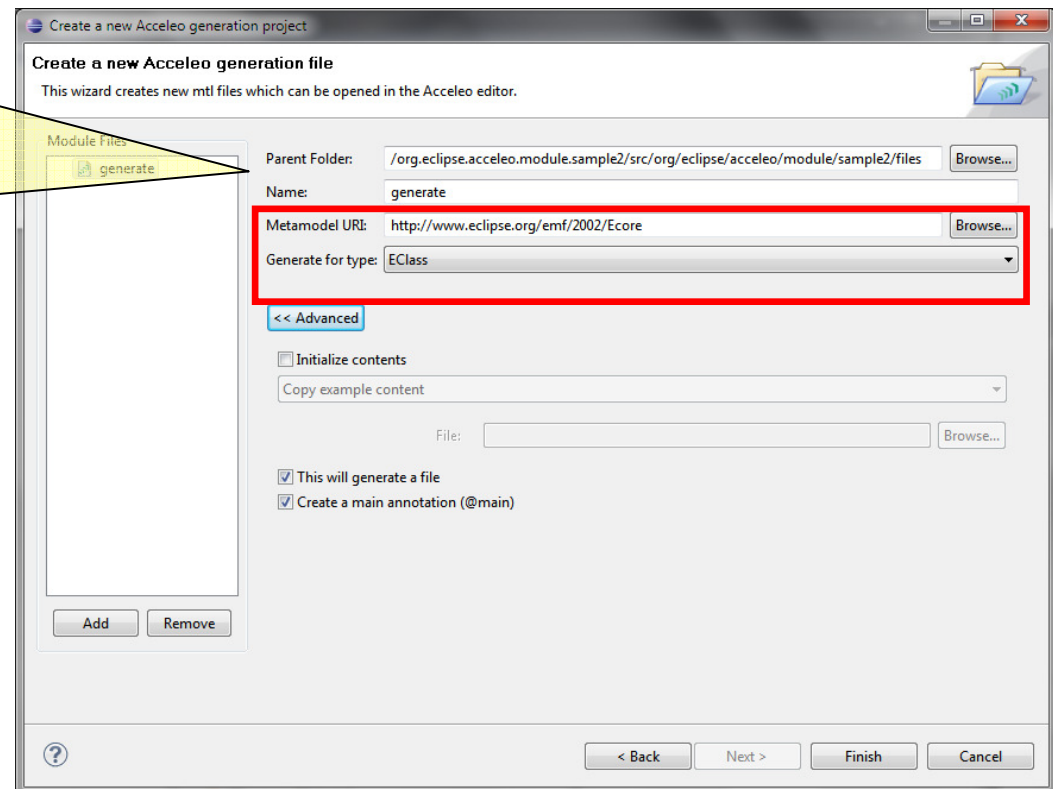 Create a new Acceleo generation project
Create a new Acceleo generation file
This wizard creates new mtl files which can be opened in the Acceleo editor.
Module Files
generate
Parent Folder: /org.eclipse.acceleo.module.sample2/src/org/eclipse/acceleo/module/sample2/files Browse...
Name: generate
Metamodel URI: http://www.eclipse.org/emf/2002/Ecore Browse...
Generate for type: EClass
<< Advanced
Initialize contents
Copy example content
File: Browse...
This will generate a file
Create a main annotation (@main)
Add Remove
? < Back Next > Finish Cancel